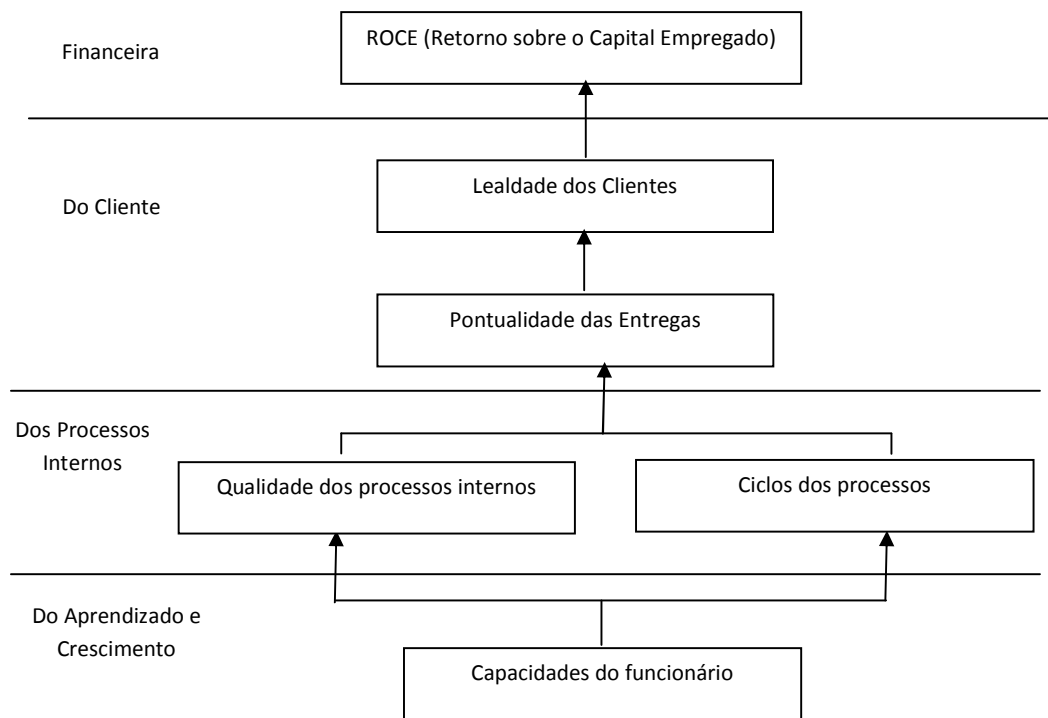 Financeira
ROCE (Retorno sobre o Capital Empregado)
Do Cliente
Lealdade dos Clientes
Pontualidade das Entregas
Dos Processos
Internos
Qualidade dos processos internos
Ciclos dos processos
Do Aprendizado e
Crescimento
Capacidades do funcionário